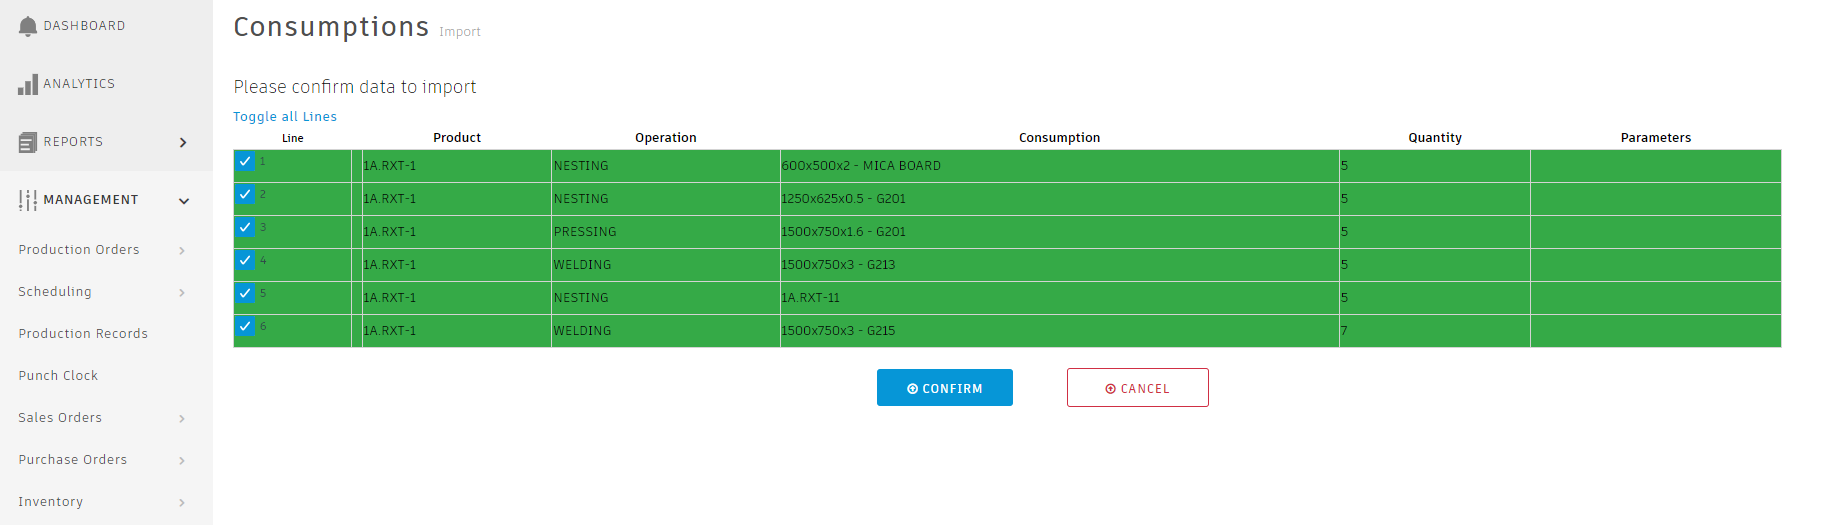 DASHBOARD
ANALYTICS
REPORTS
MANAGEMENT
Production Orders
Scheduling
Production Records
Punch Clock
Sales Orders
Purchase Orders
Inventory
Consumptions Import
Please confirm data to import
Toggle all Lines
Line Product Operation Consumption Quantity Parameters
1 1A.RXT-1 NESTING 600x500x2 - MICA BOARD 5
2 1A.RXT-1 NESTING 1250x625x0.5 - G201 5
3 1A.RXT-1 PRESSING 1500x750x1.6 - G201 5
4 1A.RXT-1 WELDING 1500x750x3 - G213 5
5 1A.RXT-1 NESTING 1A.RXT-11 5
6 1A.RXT-1 WELDING 1500x750x3 - G215 7
CONFIRM CANCEL